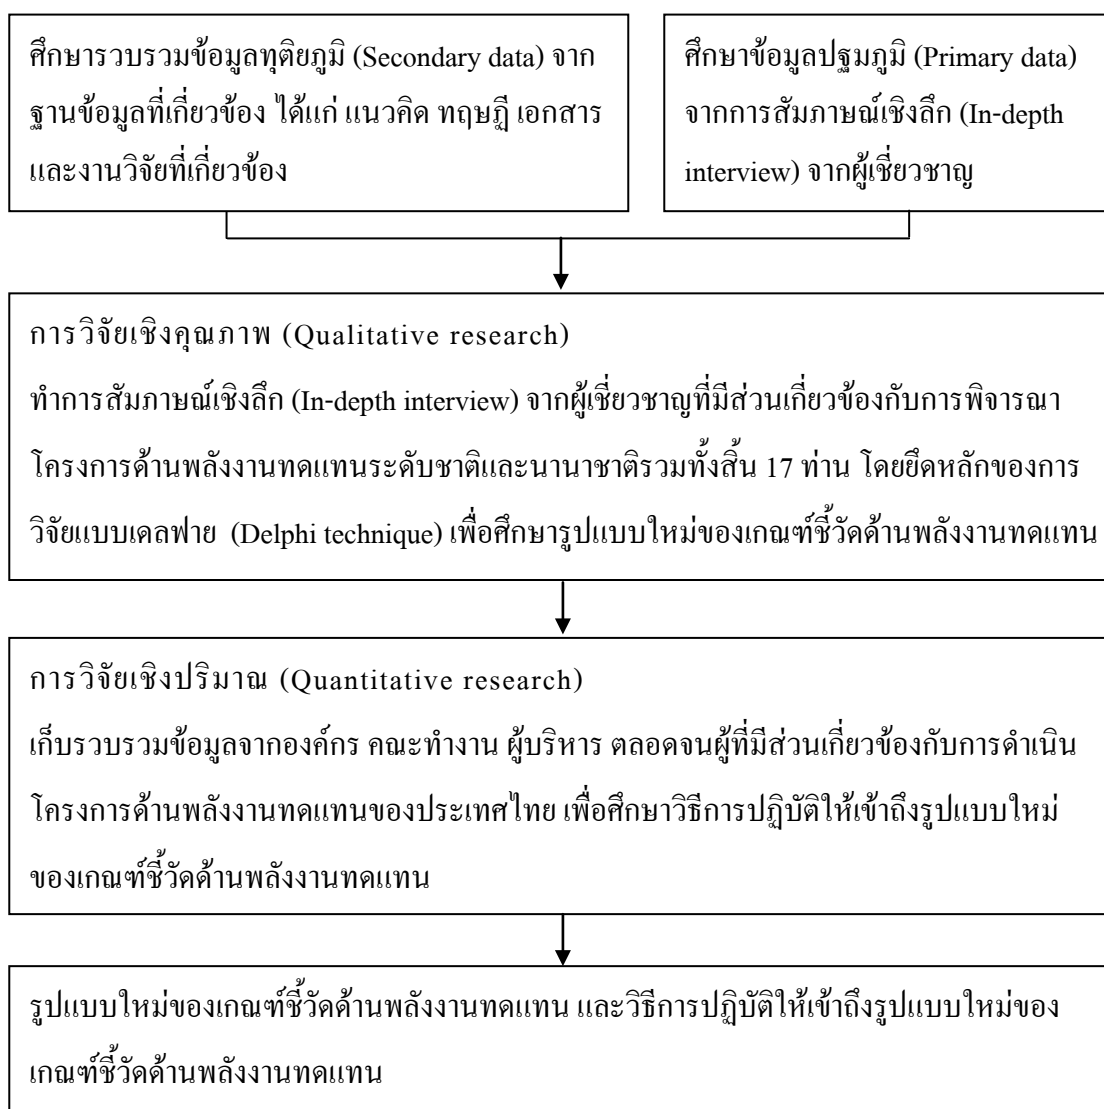 ศึกษารวบรวมข้อมูลทุติยภูมิ (Secondary data) จาก
ฐานข้อมูลที่เกี่ยวข้อง ได้แก่ แนวคิด ทฤษฎี เอกสาร
และงานวิจัยที่เกี่ยวข้อง
ศึกษาข้อมูลปฐมภูมิ (Primary data)
จากการสัมภาษณ์เชิงลึก (In-depth
interview) จากผู้เชี่ยวชาญ
การวิจัยเชิงคุณภาพ (Qualitative research)
ทำการสัมภาษณ์เชิงลึก (In-depth interview) จากผู้เชี่ยวชาญที่มีส่วนเกี่ยวข้องกับการพิจารณา
โครงการด้านพลังงานทดแทนระดับชาติและนานาชาติรวมทั้งสิ้น 17 ท่าน โดยยึดหลักของการ
วิจัยแบบเดลฟาย (Delphi technique) เพื่อศึกษารูปแบบใหม่ของเกณฑ์ชี้วัดด้านพลังงานทดแทน
การวิจัยเชิงปริมาณ (Quantitative research)
เก็บรวบรวมข้อมูลจากองค์กร คณะทำงาน ผู้บริหาร ตลอดจนผู้ที่มีส่วนเกี่ยวข้องกับการดำเนิน
โครงการด้านพลังงานทดแทนของประเทศไทย เพื่อศึกษาวิธีการปฏิบัติให้เข้าถึงรูปแบบใหม่
ของเกณฑ์ชี้วัดด้านพลังงานทดแทน
รูปแบบใหม่ของเกณฑ์ชี้วัดด้านพลังงานทดแทน และวิธีการปฏิบัติให้เข้าถึงรูปแบบใหม่ของ
เกณฑ์ชี้วัดด้านพลังงานทดแทน